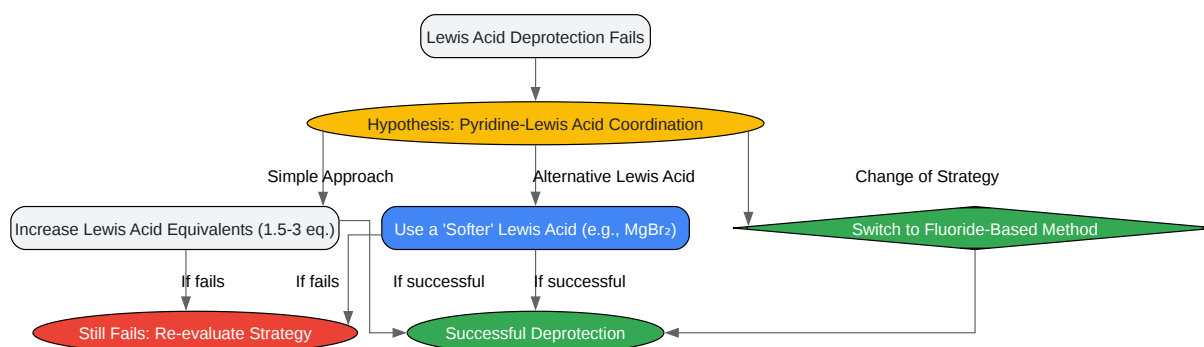 Lewis Acid Deprotection Fails
Hypothesis: Pyridine-Lewis Acid Coordination
Simple Approach
Alternative Lewis Acid
Change of Strategy
Increase Lewis Acid Equivalents (1.5-3 eq.)
Use a 'Softer' Lewis Acid (e.g., MgBr₂)
Switch to Fluoride-Based Method
If fails
If fails
If successful
If successful
Still Fails: Re-evaluate Strategy
Successful Deprotection